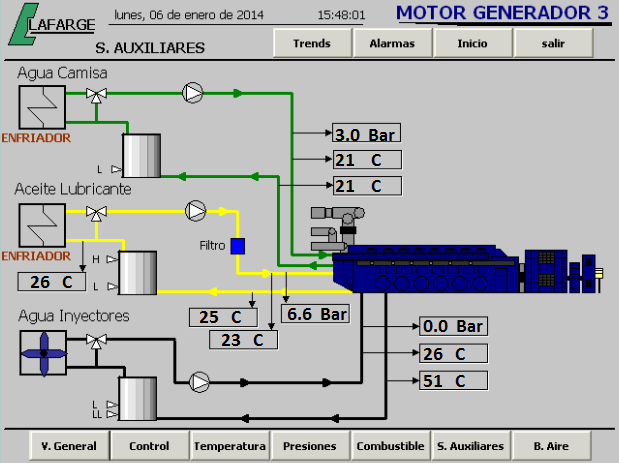 LAFARGE
lunes, 06 de enero de 2014
15:48:01
MOTOR GENERADOR 3
S. AUXILIARES
Trends
Alarmas
Inicio
salir
Agua Camisa
ENFRIADOR
L
3.0 Bar
21 C
21 C
Aceite Lubricante
ENFRIADOR
Filtro
H
L
26 C
25 C
23 C
6.6 Bar
Agua Inyectores
0.0 Bar
26 C
51 C
L
LL
V. General
Control
Temperatura
Presiones
Combustible
S. Auxiliares
B. Aire